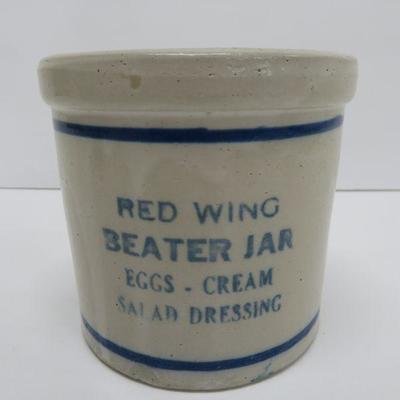 RED WING
BEATER JAR
EGGS - CREAM
SALAD DRESSING